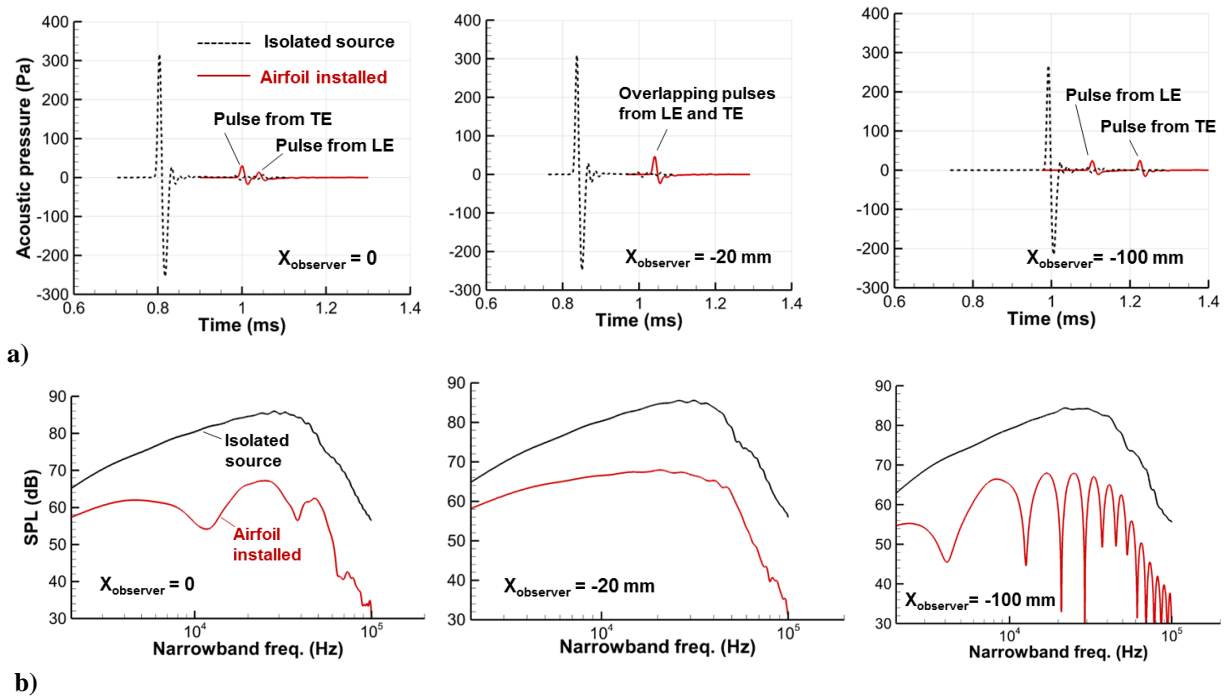 400
300
200
100
0
-100
-200
-300
Acoustic pressure (Pa)
Isolated source
Airfoil installed
Pulse from TE
Pulse from LE
Xobserver = 0
0.6 0.8 1 1.2 1.4
Time (ms)
400
300
200
100
0
-100
-200
-300
Overlapping pulses
from LE and TE
Xobserver = -20 mm
0.6 0.8 1 1.2 1.4
Time (ms)
400
300
200
100
0
-100
-200
-300
Pulse from LE
Pulse from TE
Xobserver= -100 mm
0.6 0.8 1 1.2 1.4
Time (ms)
a)
90
80
70
60
50
40
30
SPL (dB)
Isolated
source
Airfoil
installed
Xobserver = 0
10⁴ 10⁵
Narrowband freq. (Hz)
90
80
70
60
50
40
30
Xobserver = -20 mm
10⁴ 10⁵
Narrowband freq. (Hz)
90
80
70
60
50
40
30
Xobserver = -100 mm
10⁴ 10⁵
Narrowband freq. (Hz)
b)